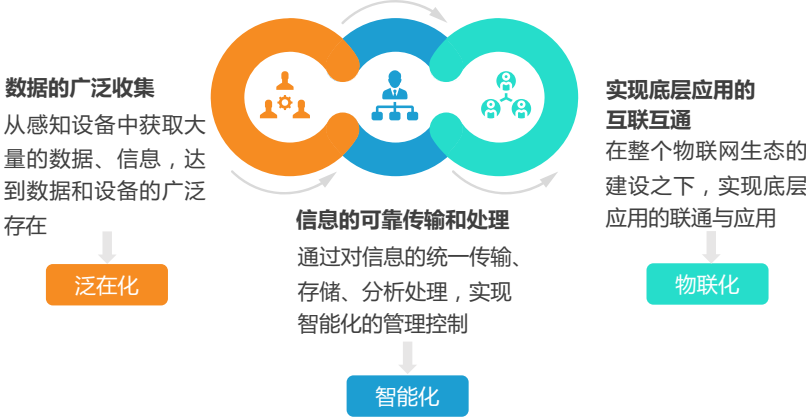 数据的广泛收集
从感知设备中获取大
量的数据、信息，达
到数据和设备的广泛
存在
泛在化
信息的可靠传输和处理
通过对信息的统一传输、
存储、分析处理，实现
智能化的管理控制
智能化
实现底层应用的
互联互通
在整个物联网生态的
建设之下，实现底层
应用的联通与应用
物联化